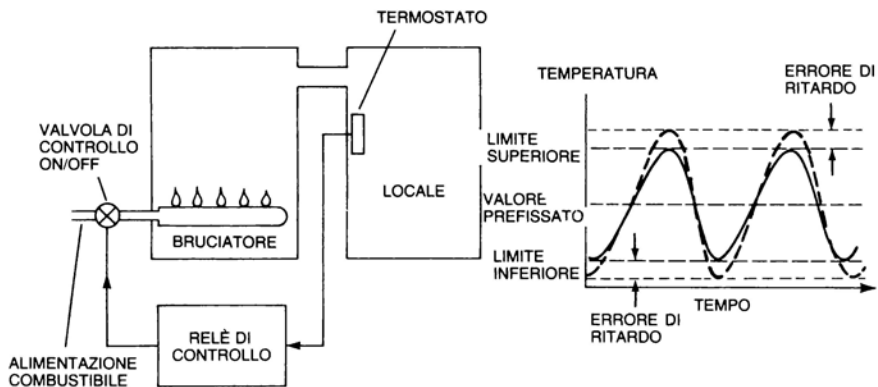 TERMOSTATO
VALVOLA DI
CONTROLLO
ON/OFF
LOCALE
BRUCIATORE
RELÈ DI
CONTROLLO
ALIMENTAZIONE
COMBUSTIBILE
TEMPERATURA
ERRORE DI
RITARDO
LIMITE
SUPERIORE
VALORE
PREFISSATO
LIMITE
INFERIORE
TEMPO
ERRORE DI
RITARDO